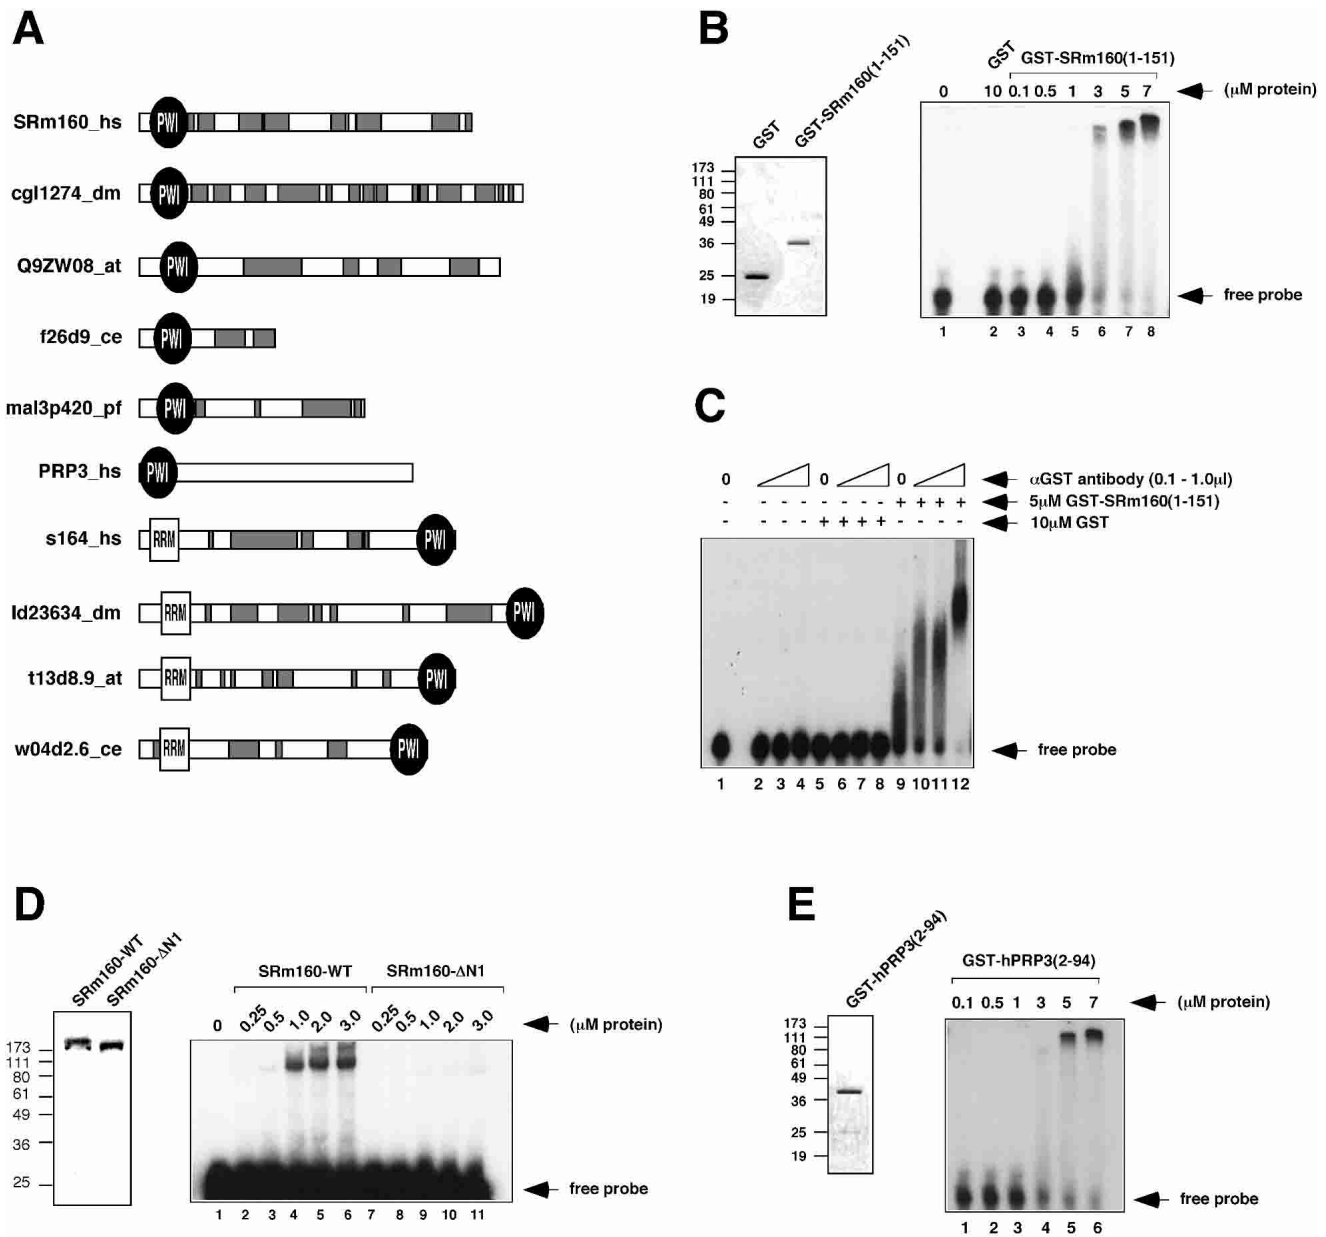 A
SRm160_hs PWI
cgl1274_dm PWI
Q9ZW08_at PWI
f26d9_ce PWI
mal3p420_pf PWI
PRP3_hs PWI
s164_hs RRM PWI
ld23634_dm RRM PWI
t13d8.9_at RRM PWI
w04d2.6_ce RRM PWI
B
GST
GST-SRm160(1-151)
173
111
80
61
49
36
25
19
GST GST-SRm160(1-151)
0 10 0.1 0.5 1 3 5 7 (μM protein)
free probe
1 2 3 4 5 6 7 8
C
0 0 0 αGST antibody (0.1 - 1.0μl)
- - - - - - - - + + + + 5μM GST-SRm160(1-151)
- - - - + + + + - - - - 10μM GST
free probe
1 2 3 4 5 6 7 8 9 10 11 12
D
SRm160-WT
SRm160-ΔN1
173
111
80
61
49
36
25
SRm160-WT SRm160-ΔN1
0 0.25 0.5 1.0 2.0 3.0 0.25 0.5 1.0 2.0 3.0 (μM protein)
free probe
1 2 3 4 5 6 7 8 9 10 11
E
GST-hPRP3(2-94)
173
111
80
61
49
36
25
19
GST-hPRP3(2-94)
0.1 0.5 1 3 5 7 (μM protein)
free probe
1 2 3 4 5 6